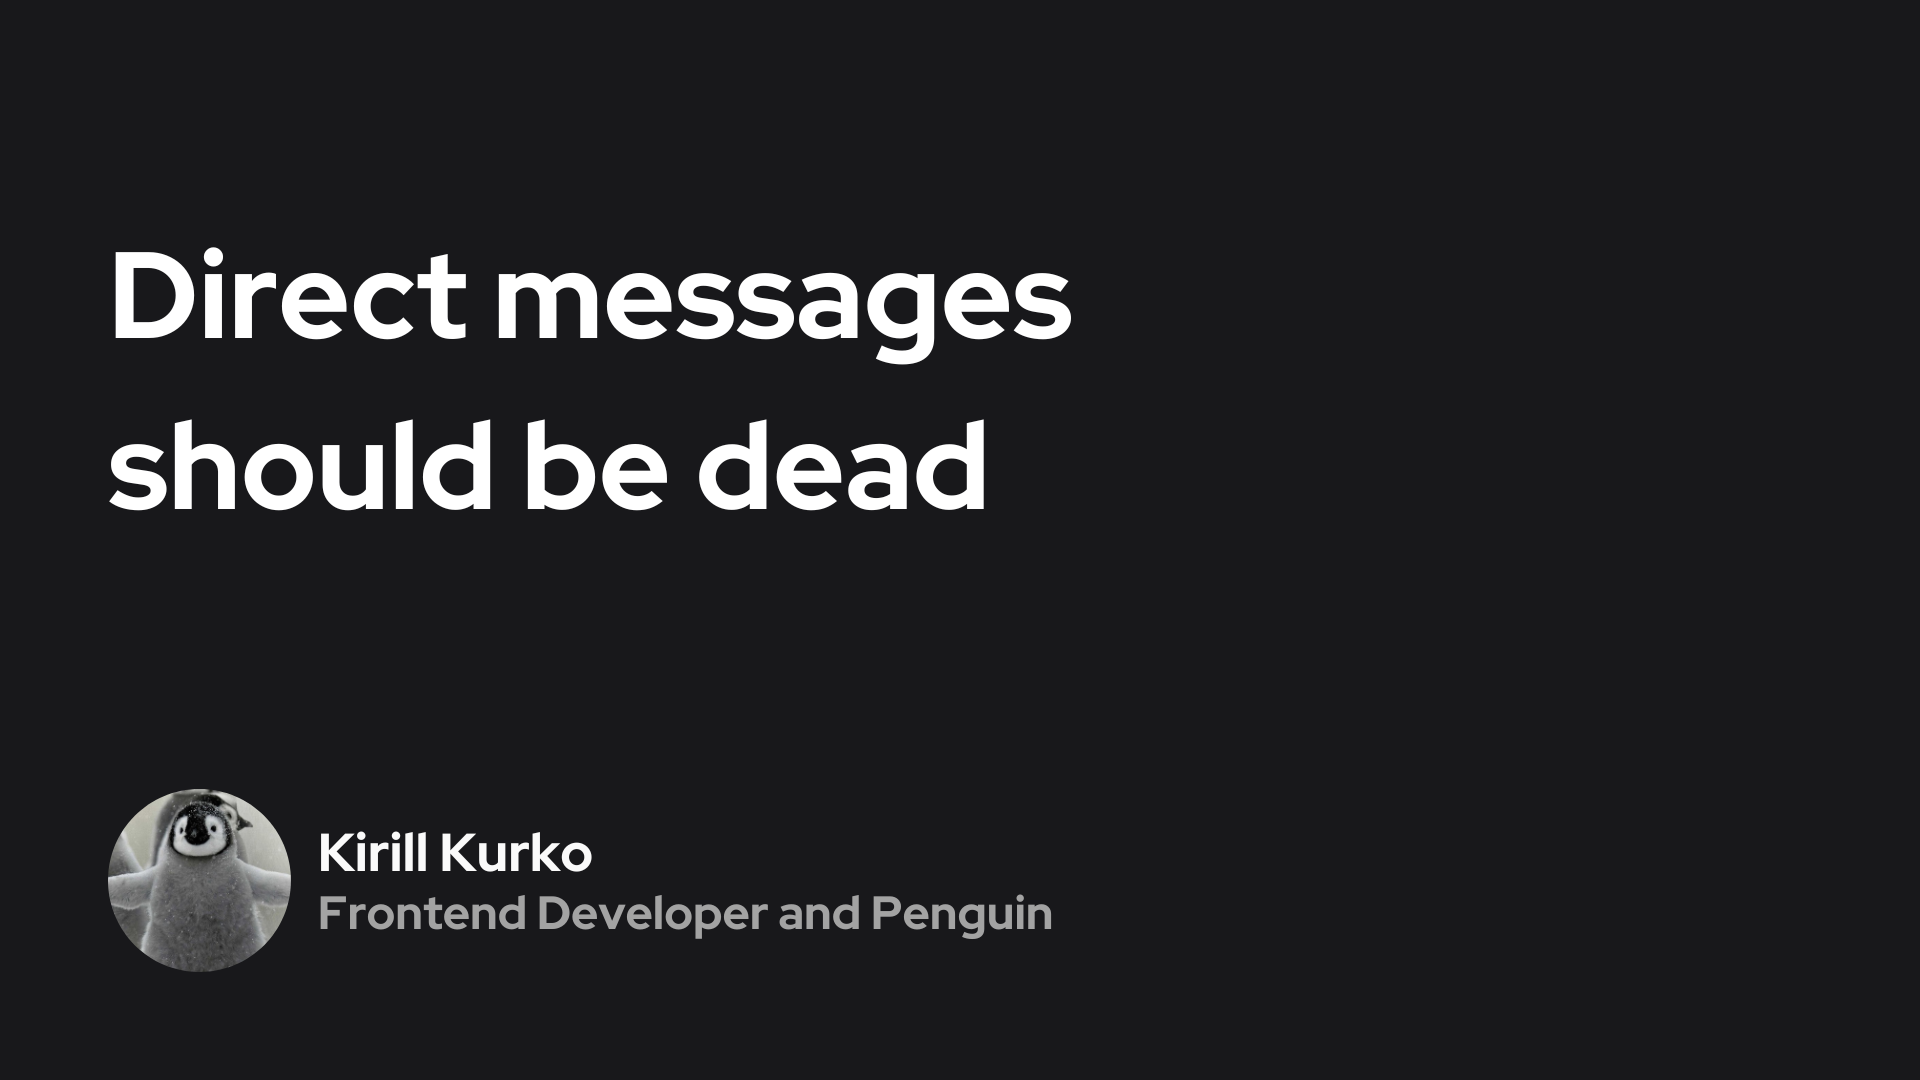 Direct messages
should be dead
Kirill Kurko
Frontend Developer and Penguin